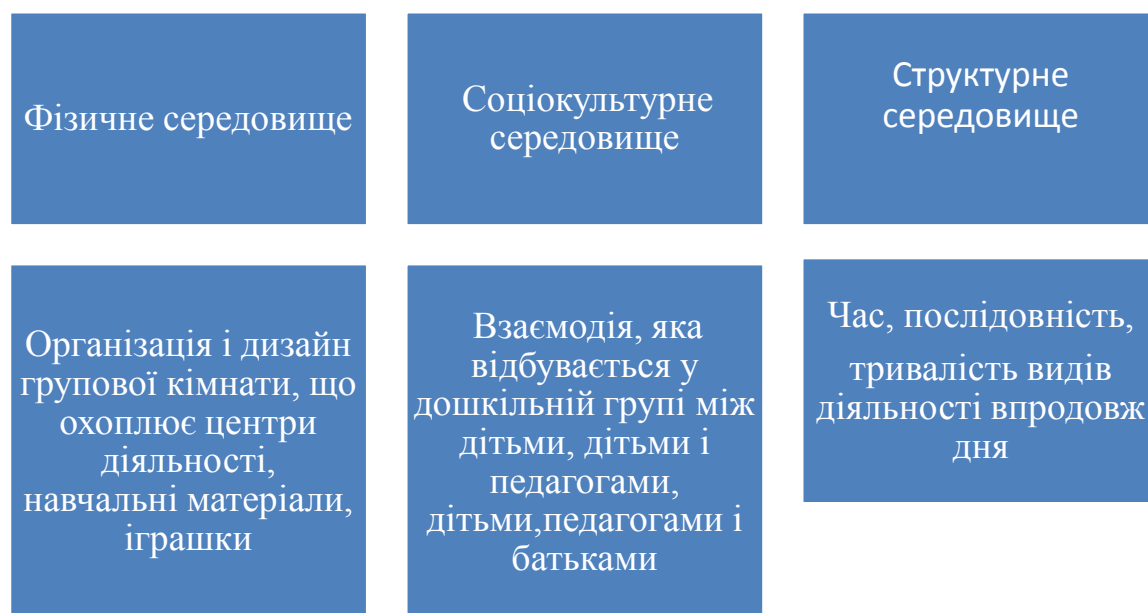 Фізичне середовище
Соціокультурне
середовище
Структурне
середовище
Організація і дизайн
групової кімнати, що
охоплює центри
діяльності,
навчальні матеріали,
іграшки
Взаємодія, яка
відбувається у
дошкільній групі між
дітьми, дітьми і
педагогами,
дітьми,педагогами і
батьками
Час, послідовність,
тривалість видів
діяльності впродовж
дня